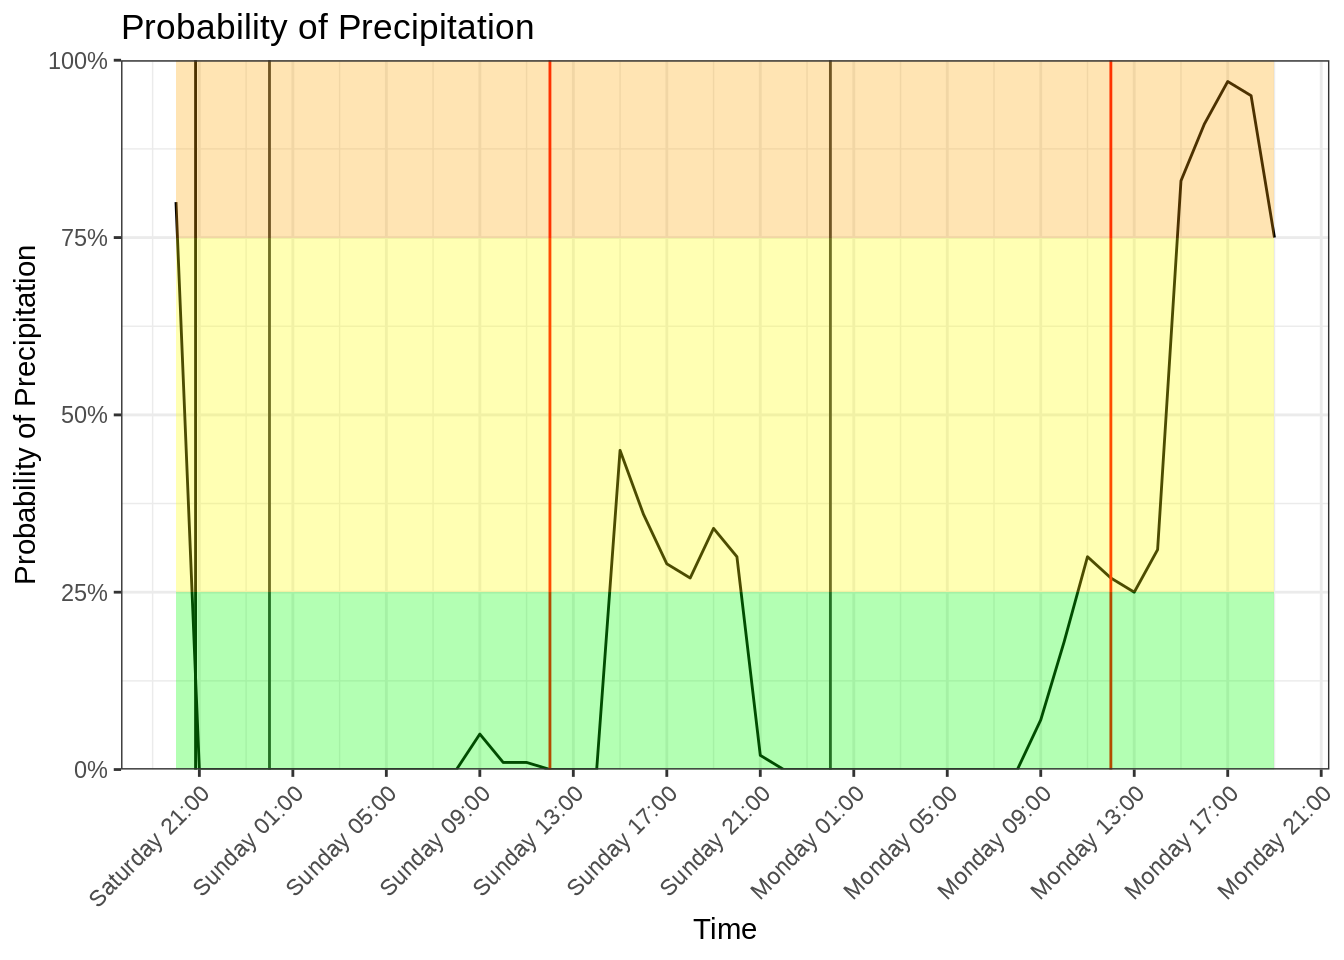 Probability of Precipitation
100%
75%
50%
25%
0%
Probability of Precipitation
Saturday 21:00
Sunday 01:00
Sunday 05:00
Sunday 09:00
Sunday 13:00
Sunday 17:00
Sunday 21:00
Monday 01:00
Monday 05:00
Monday 09:00
Monday 13:00
Monday 17:00
Monday 21:00
Time